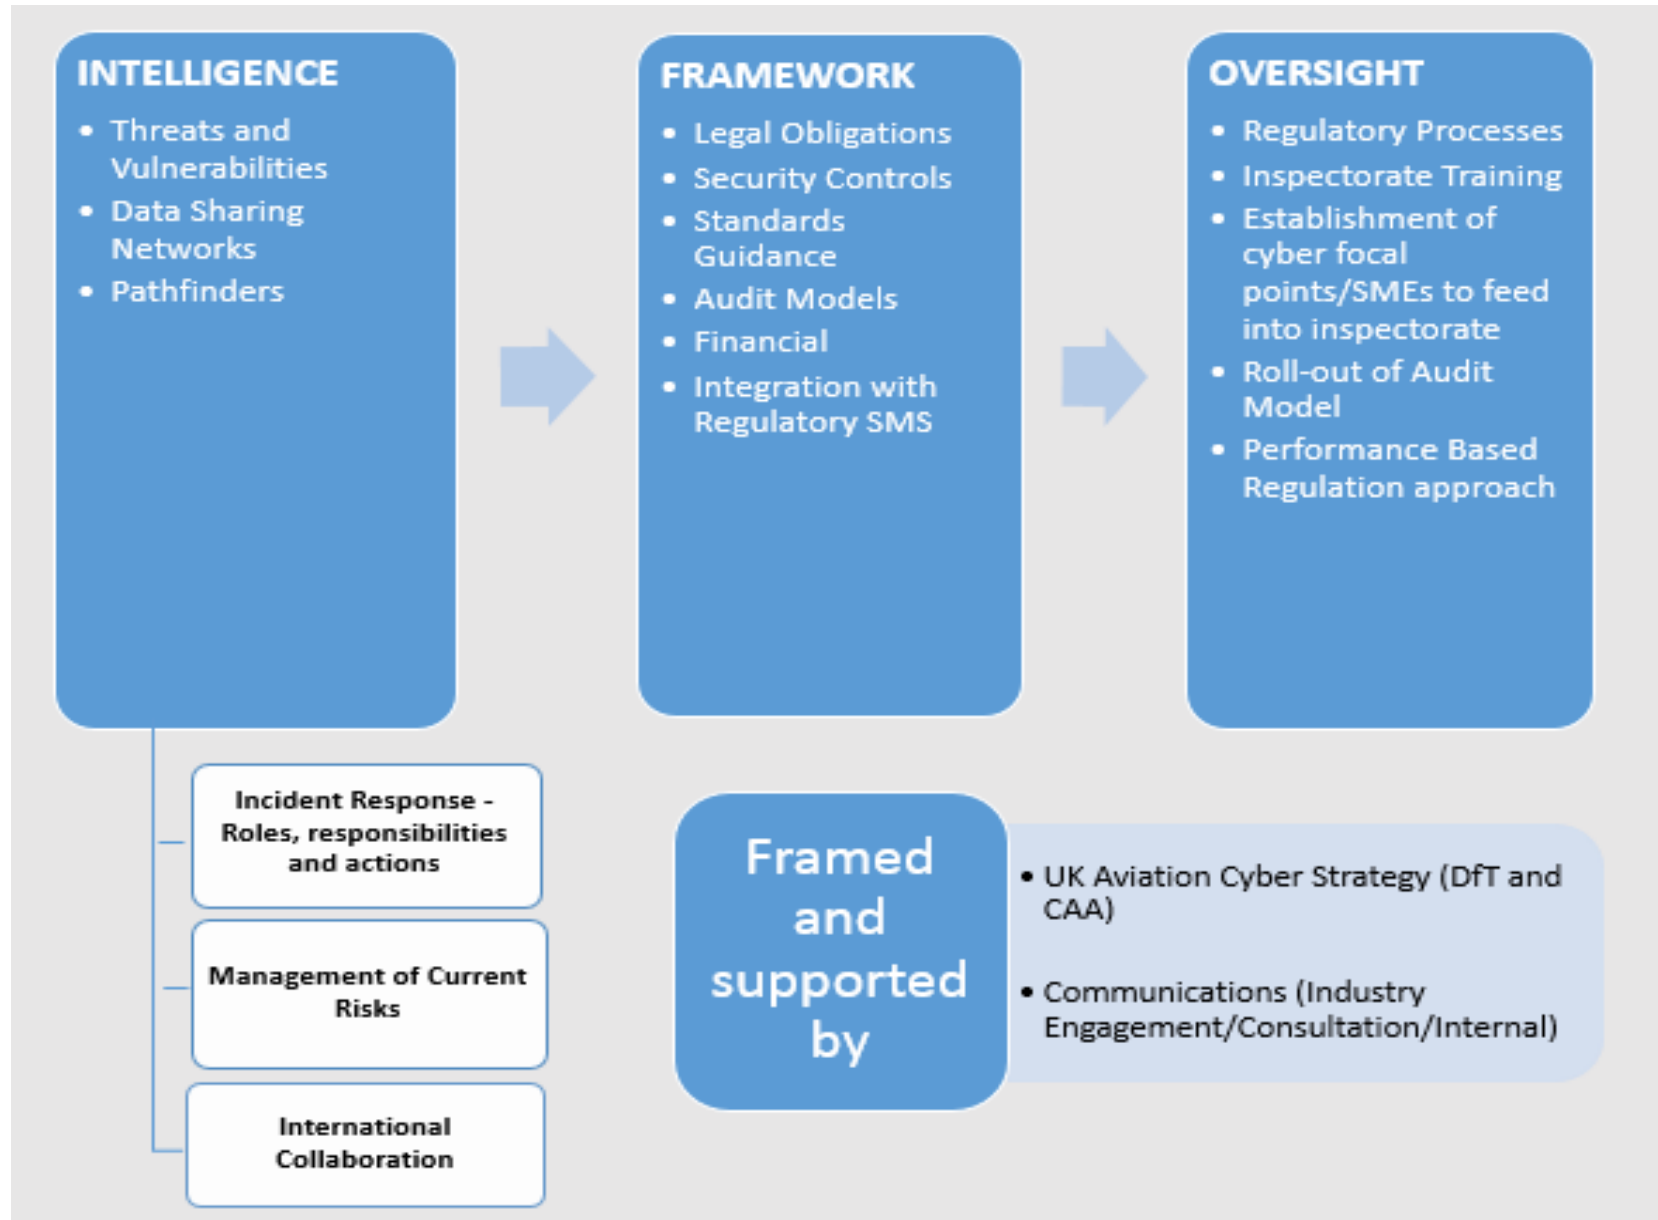 INTELLIGENCE
• Threats and
Vulnerabilities
• Data Sharing
Networks
• Pathfinders
FRAMEWORK
• Legal Obligations
• Security Controls
• Standards
Guidance
• Audit Models
• Financial
• Integration with
Regulatory SMS
OVERSIGHT
• Regulatory Processes
• Inspectorate Training
• Establishment of
cyber focal
points/SMEs to feed
into inspectorate
• Roll-out of Audit
Model
• Performance Based
Regulation approach
Incident Response -
Roles, responsibilities
and actions
Management of Current
Risks
International
Collaboration
Framed
and
supported
by
• UK Aviation Cyber Strategy (DfT and
CAA)
• Communications (Industry
Engagement/Consultation/Internal)